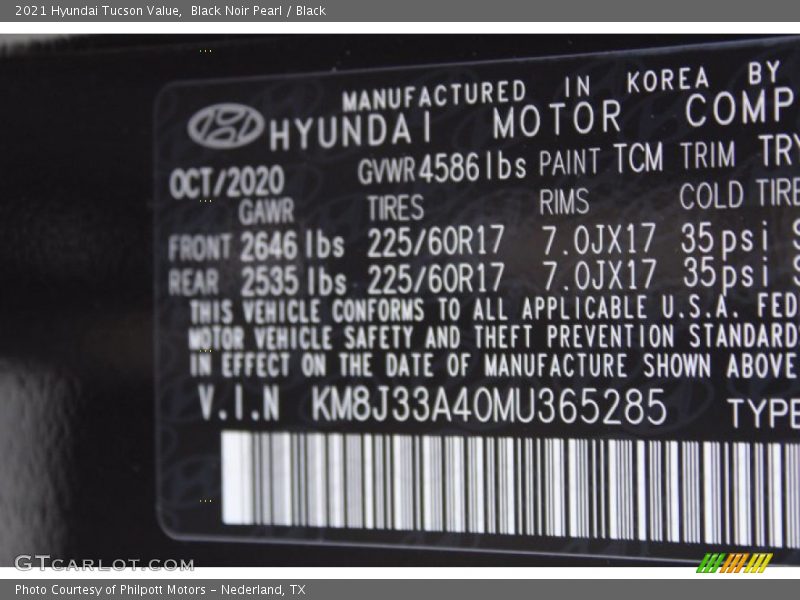 2021 Hyundai Tucson Value,  Black Noir Pearl / Black
MANUFACTURED IN KOREA BY
HYUNDAI MOTOR COMP
OCT/2020 GVWR 4586 lbs PAINT TCM TRIM TRY
GAWR TIRES RIMS COLD TIRE
FRONT 2646 lbs 225/60R17 7.0JX17 35psi
REAR 2535 lbs 225/60R17 7.0JX17 35psi
THIS VEHICLE CONFORMS TO ALL APPLICABLE U.S.A. FED
MOTOR VEHICLE SAFETY AND THEFT PREVENTION STANDARD
IN EFFECT ON THE DATE OF MANUFACTURE SHOWN ABOVE
V.I.N KM8J33A40MU365285 TYPE
GTCARLOT.COM
Photo Courtesy of Philpott Motors - Nederland, TX